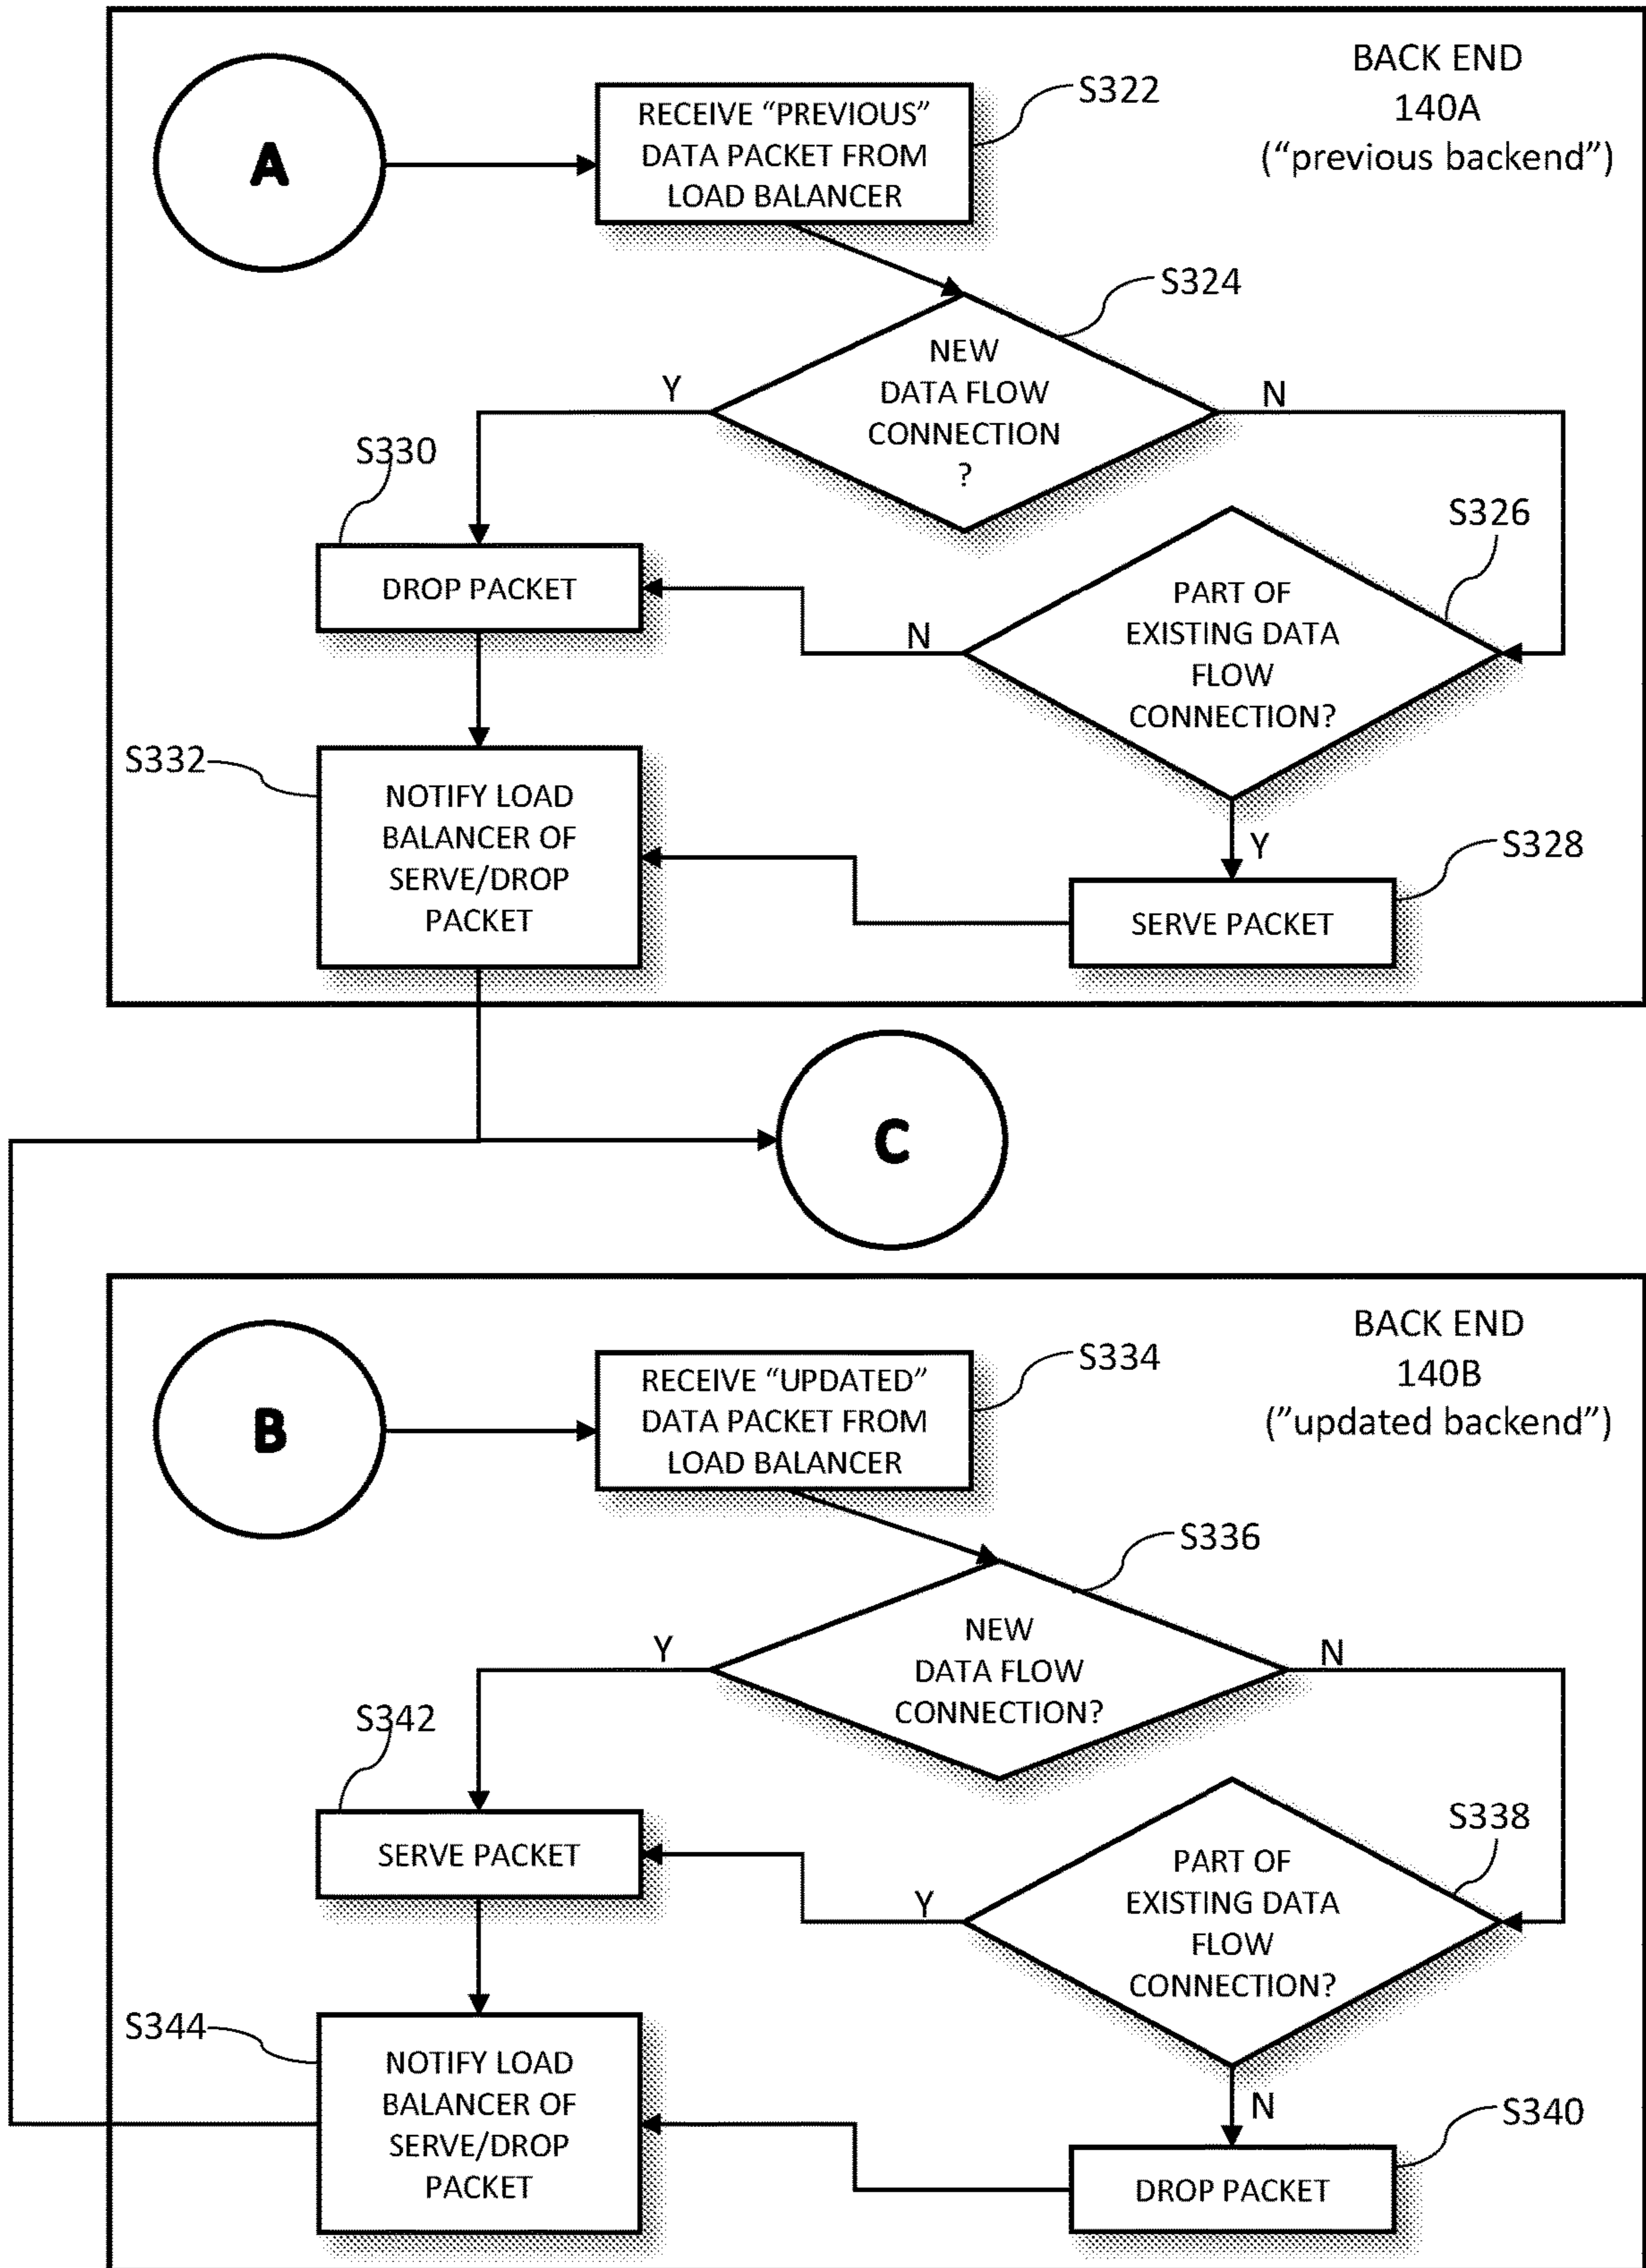 BACK END
140A
(“previous backend”)
A
RECEIVE “PREVIOUS”
DATA PACKET FROM
LOAD BALANCER
S322
S324
NEW
DATA FLOW
CONNECTION
?
Y
N
S330
DROP PACKET
S326
PART OF
EXISTING DATA
FLOW
CONNECTION?
N
Y
S332
NOTIFY LOAD
BALANCER OF
SERVE/DROP
PACKET
S328
SERVE PACKET
C
BACK END
140B
(”updated backend”)
B
RECEIVE “UPDATED”
DATA PACKET FROM
LOAD BALANCER
S334
S336
NEW
DATA FLOW
CONNECTION?
Y
N
S342
SERVE PACKET
S338
PART OF
EXISTING DATA
FLOW
CONNECTION?
Y
N
S344
NOTIFY LOAD
BALANCER OF
SERVE/DROP
PACKET
S340
DROP PACKET